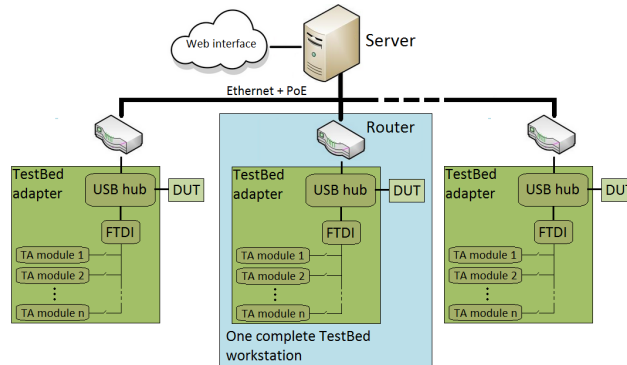 Web interface
Server
Ethernet + PoE
Router
TestBed
adapter
USB hub
DUT
FTDI
TA module 1
TA module 2
TA module n
TestBed
adapter
USB hub
DUT
FTDI
TA module 1
TA module 2
TA module n
One complete TestBed
workstation
TestBed
adapter
USB hub
DUT
FTDI
TA module 1
TA module 2
TA module n